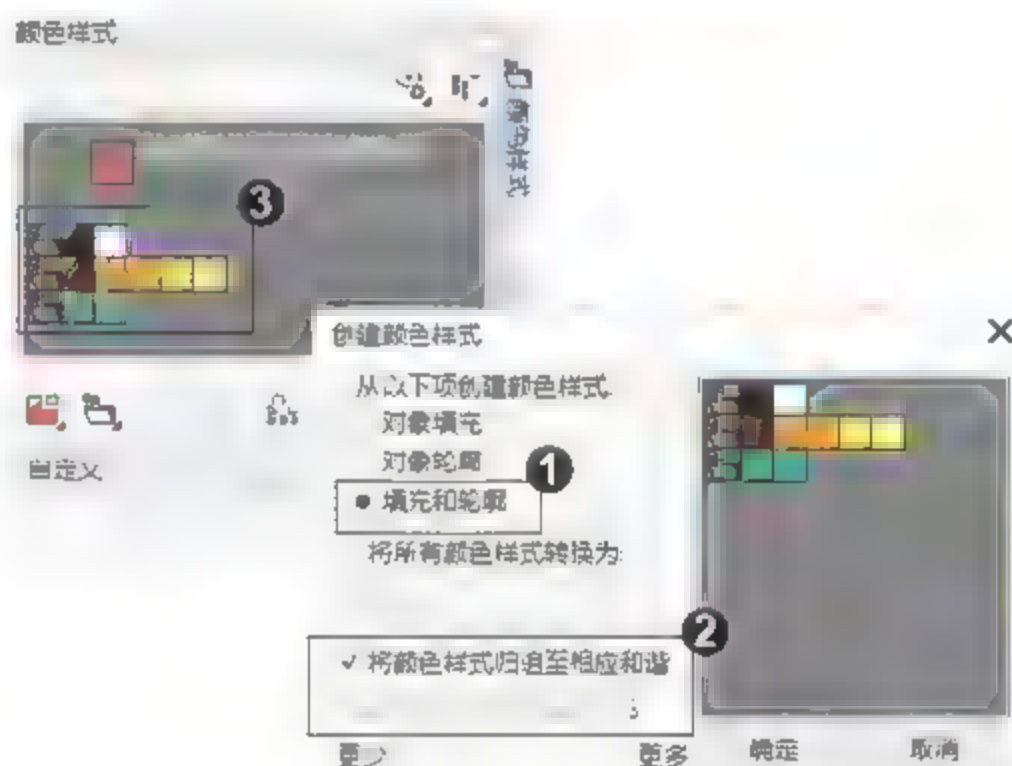 颜色样式
颜色样式
3
创建颜色样式
从以下项创建颜色样式
对象填充
对象轮廓
1
填充和轮廓
将所有颜色样式转换为:
自定义
2
✓ 将颜色样式归组至相应和谐
更少
更多
确定
取消